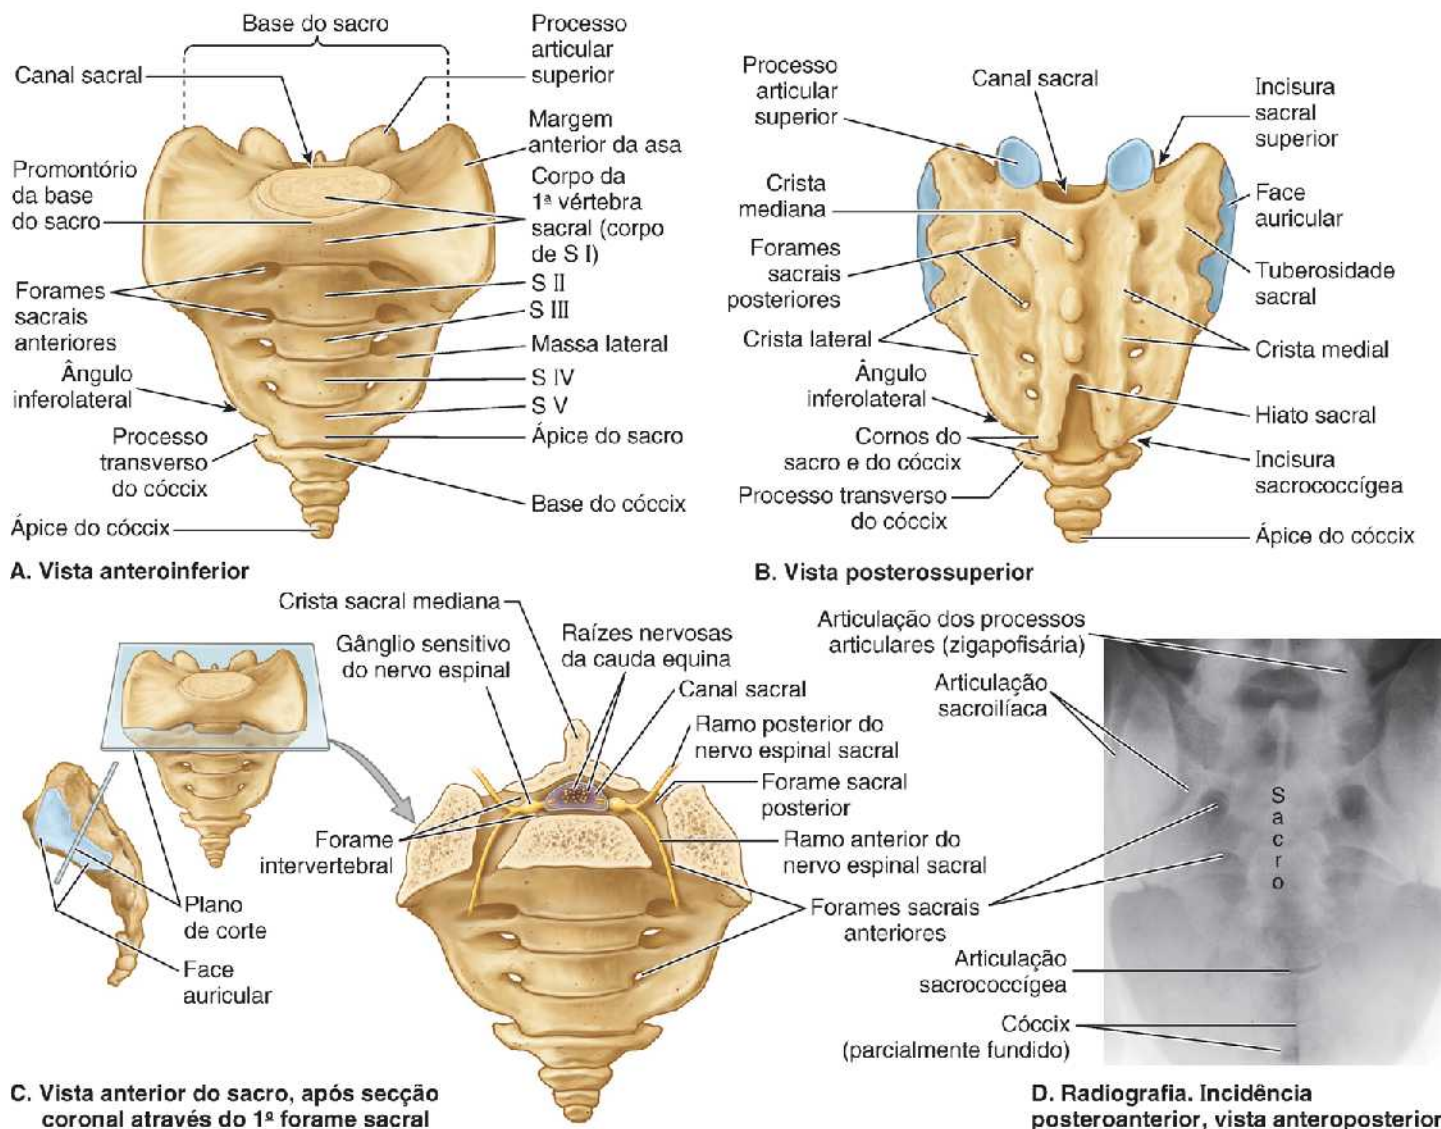 Base do sacro
Canal sacral
Processo
articular
superior
Margem
anterior da asa
Promontório
da base
do sacro
Corpo da
1ª vértebra
sacral (corpo
de S I)
Forames
sacrais
anteriores
S II
S III
Massa lateral
Ângulo
inferolateral
S IV
S V
Processo
transverso
do cóccix
Ápice do sacro
Base do cóccix
Ápice do cóccix
A. Vista anteroinferior
Processo
articular
superior
Canal sacral
Incisura
sacral
superior
Crista
mediana
Face
auricular
Forames
sacrais
posteriores
Tuberosidade
sacral
Crista lateral
Crista medial
Ângulo
inferolateral
Hiato sacral
Cornos do
sacro e do cóccix
Incisura
sacrococcígea
Processo transverso
do cóccix
Ápice do cóccix
B. Vista posterossuperior
Crista sacral mediana
Gânglio sensitivo
do nervo espinal
Raízes nervosas
da cauda equina
Canal sacral
Ramo posterior do
nervo espinal sacral
Forame sacral
posterior
Forame
intervertebral
Ramo anterior do
nervo espinal sacral
Plano
de corte
Face
auricular
Forames sacrais
anteriores
C. Vista anterior do sacro, após secção
coronal através do 1º forame sacral
Articulação dos processos
articulares (zigapofisária)
Articulação
sacroilíaca
S
a
c
r
o
Articulação
sacrococcígea
Cóccix
(parcialmente fundido)
D. Radiografia. Incidência
posteroanterior, vista anteroposterior